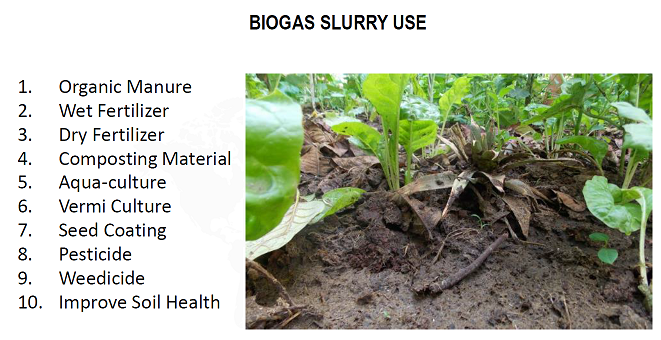 BIOGAS SLURRY USE
1. Organic Manure
2. Wet Fertilizer
3. Dry Fertilizer
4. Composting Material
5. Aqua-culture
6. Vermi Culture
7. Seed Coating
8. Pesticide
9. Weedicide
10. Improve Soil Health